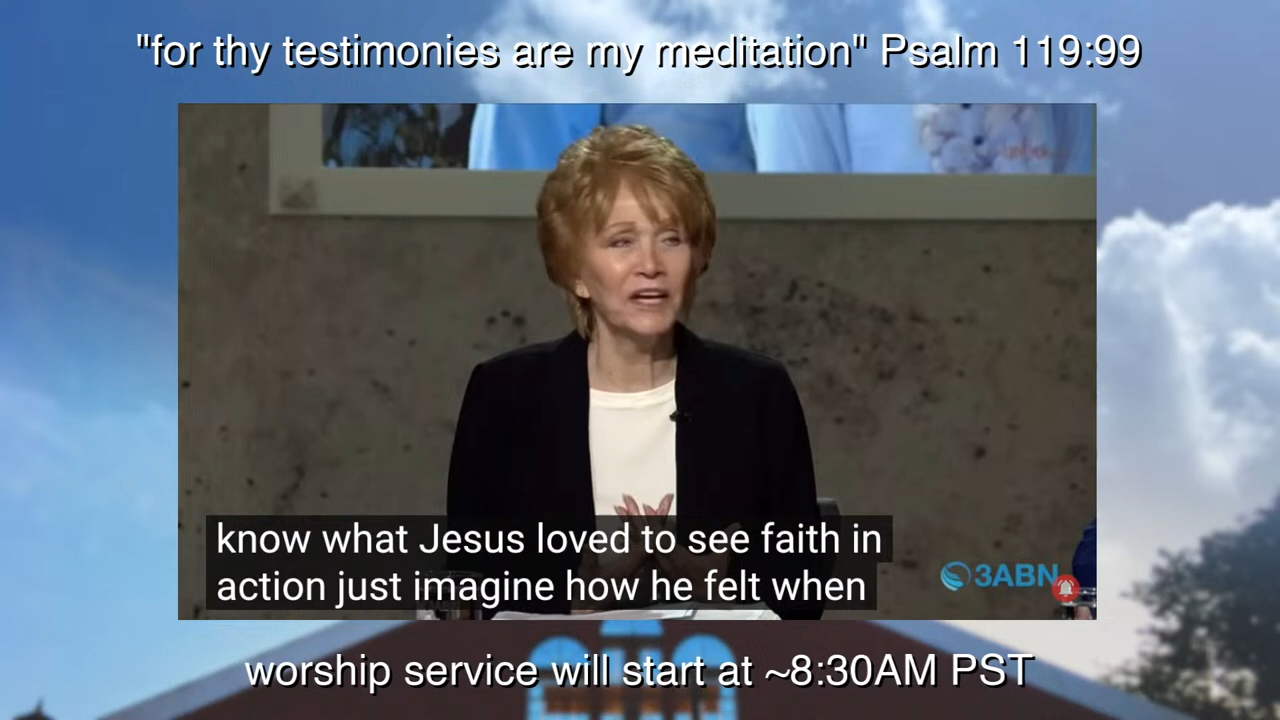 "for thy testimonies are my meditation" Psalm 119:99
know what Jesus loved to see faith in
action just imagine how he felt when
3ABN
worship service will start at ~8:30AM PST